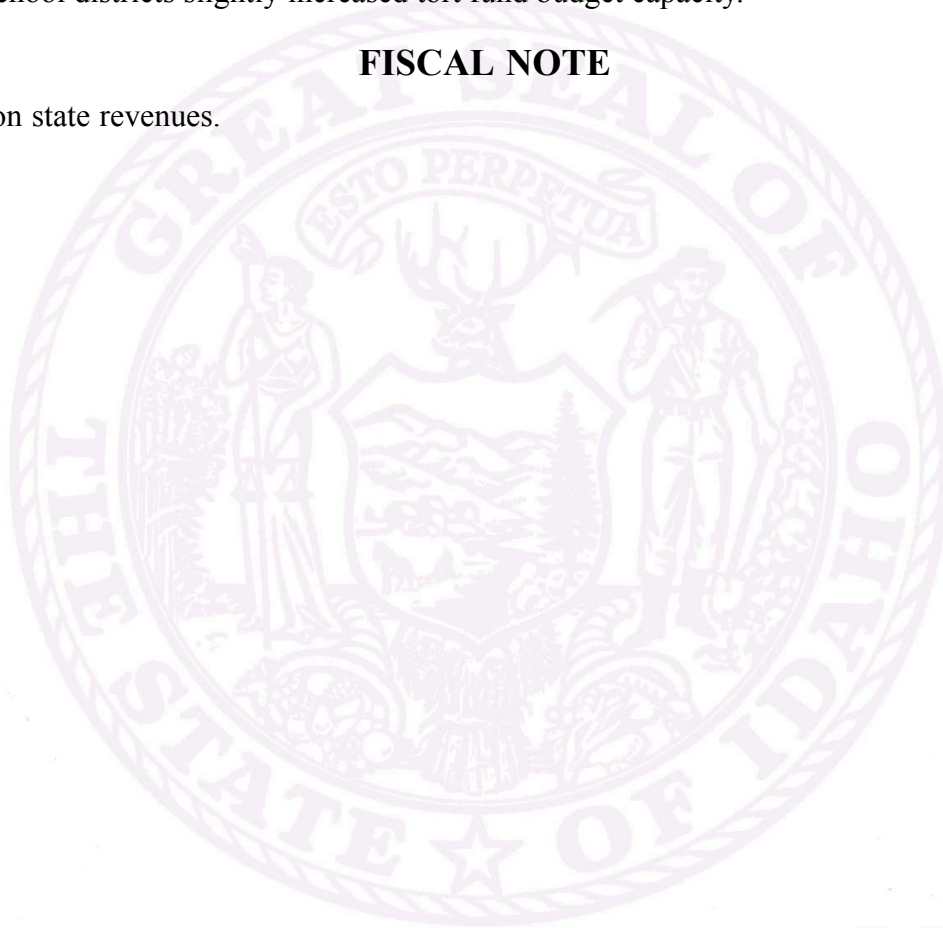 school districts slightly increased tort fund budget capacity.
FISCAL NOTE
on state revenues.
GREAT SEAL OF
ESTO PERPETUA
THE STATE OF IDAHO